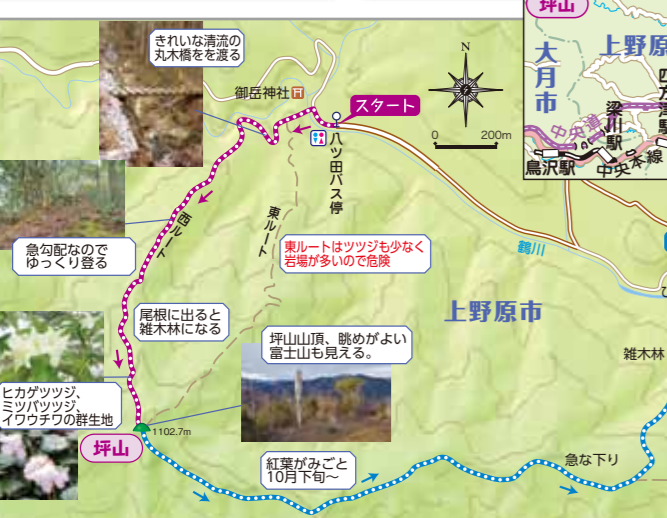 きれいな清流の
丸木橋をを渡る
御岳神社
スタート
八ツ田バス停
N
0 200m
坪山
大月市
上野原
四方津駅
梁川駅
中央道
鳥沢駅
中央本線
急勾配なので
ゆっくり登る
西ルート
東ルート
東ルートはツツジも少なく
岩場が多いので危険
鶴川
上野原市
尾根に出ると
雑木林になる
坪山山頂、眺めがよい
富士山も見える。
雑木林
ヒカゲツツジ、
ミツバツツジ、
イワウチワの群生地
1102.7m
坪山
紅葉がみごと
10月下旬〜
急な下り